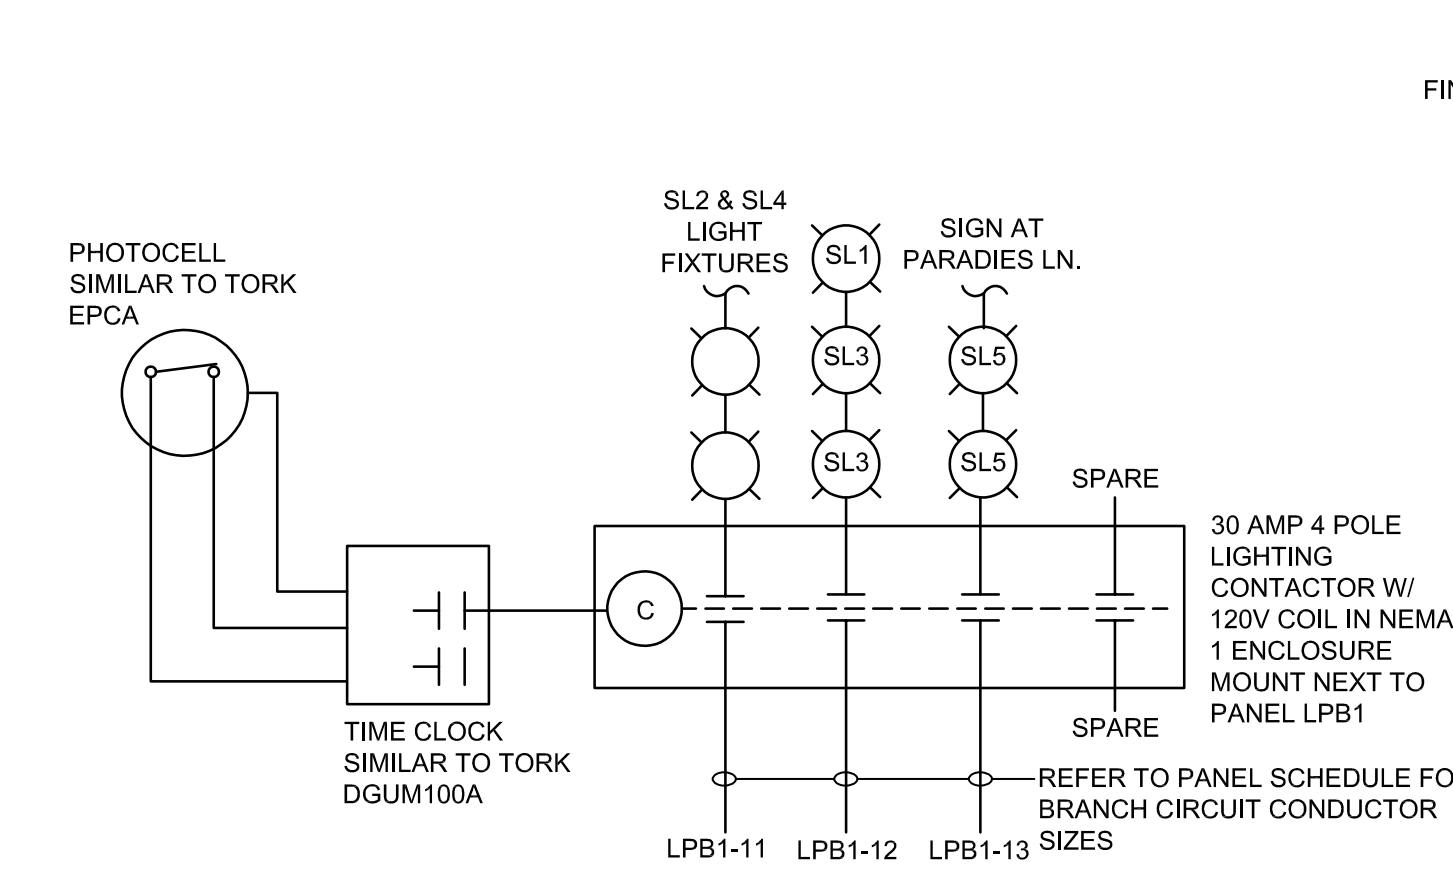 FIN
SL2 & SL4
LIGHT
FIXTURES
SL1
SIGN AT
PARADIES LN.
PHOTOCELL
SIMILAR TO TORK
EPCA
SL3
SL5
SL3
SL5
SPARE
30 AMP 4 POLE
LIGHTING
CONTACTOR W/
120V COIL IN NEMA
1 ENCLOSURE
MOUNT NEXT TO
PANEL LPB1
C
SPARE
TIME CLOCK
SIMILAR TO TORK
DGUM100A
REFER TO PANEL SCHEDULE FO
BRANCH CIRCUIT CONDUCTOR
SIZES
LPB1-11
LPB1-12
LPB1-13